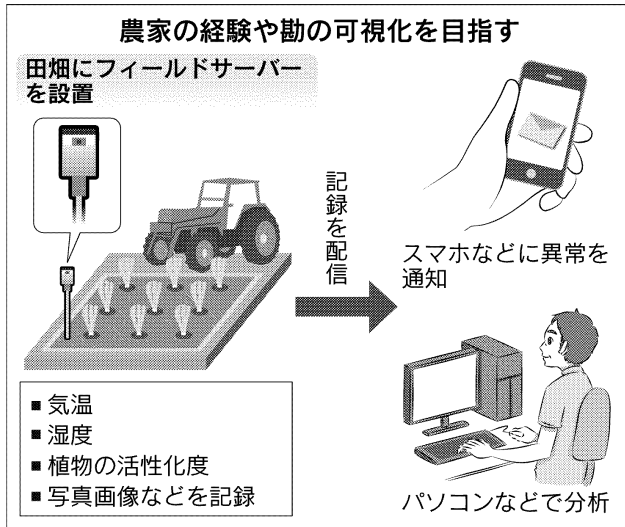 農家の経験や勘の可視化を目指す
田畑にフィールドサーバー
を設置
記録を配信
スマホなどに異常を
通知
■ 気温
■ 湿度
■ 植物の活性化度
■ 写真画像などを記録
パソコンなどで分析